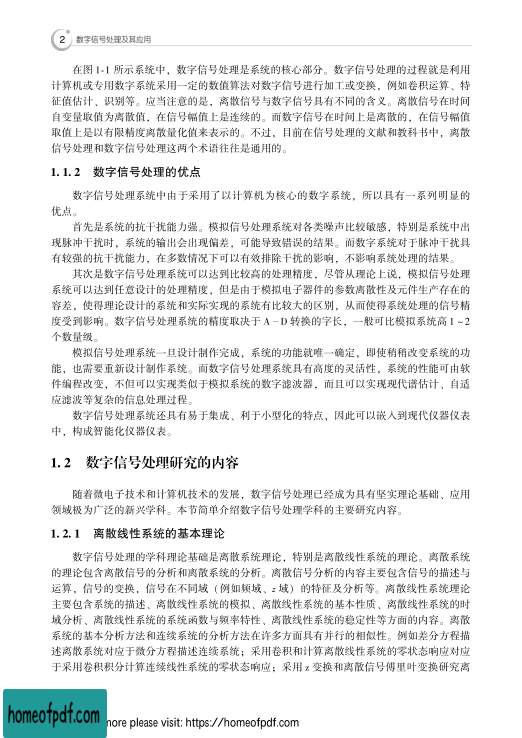 2 数字信号处理及其应用
在图 1-1 所示系统中，数字信号处理是系统的核心部分。数字信号处理的过程就是利用
计算机或专用数字系统采用一定的数值算法对数字信号进行加工或变换，例如卷积运算、特
征值估计、识别等。应当注意的是，离散信号与数字信号具有不同的含义。离散信号在时间
自变量取值为离散值，在信号幅值上是连续的。而数字信号在时间上是离散的，在信号幅值
取值上是以有限精度离散量化值来表示的。不过，目前在信号处理的文献和教科书中，离散
信号处理和数字信号处理这两个术语往往是通用的。
1. 1. 2 数字信号处理的优点
数字信号处理系统中由于采用了以计算机为核心的数字系统，所以具有一系列明显的
优点。
首先是系统的抗干扰能力强。模拟信号处理系统对各类噪声比较敏感，特别是系统中出
现脉冲干扰时，系统的输出会出现偏差，可能导致错误的结果。而数字系统对于脉冲干扰具
有较强的抗干扰能力，在多数情况下可以有效排除干扰的影响，不影响系统处理的结果。
其次是数字信号处理系统可以达到比较高的处理精度，尽管从理论上说，模拟信号处理
系统可以达到任意设计的处理精度，但是由于模拟电子器件的参数离散性及元件生产存在的
容差，使得理论设计的系统和实际实现的系统有比较大的区别，从而使得系统处理的信号精
度受到影响。数字信号处理系统的精度取决于 A－D 转换的字长，一般可比模拟系统高 1 ~ 2
个数量级。
模拟信号处理系统一旦设计制作完成，系统的功能就唯一确定，即使稍稍改变系统的功
能，也需要重新设计制作系统。而数字信号处理系统具有高度的灵活性，系统的性能可由软
件编程改变，不但可以实现类似于模拟系统的数字滤波器，而且可以实现现代谱估计、自适
应滤波等复杂的信息处理过程。
数字信号处理系统还具有易于集成、利于小型化的特点，因此可以嵌入到现代仪器仪表
中，构成智能化仪器仪表。
1. 2 数字信号处理研究的内容
随着微电子技术和计算机技术的发展，数字信号处理已经成为具有坚实理论基础、应用
领域极为广泛的新兴学科。本节简单介绍数字信号处理学科的主要研究内容。
1. 2. 1 离散线性系统的基本理论
数字信号处理的学科理论基础是离散系统理论，特别是离散线性系统的理论。离散系统
的理论包含离散信号的分析和离散系统的分析。离散信号分析的内容主要包含信号的描述与
运算，信号的变换，信号在不同域（例如频域、z 域）的特征及分析等。离散线性系统理论
主要包含系统的描述、离散线性系统的模拟、离散线性系统的基本性质、离散线性系统的时
域分析、离散线性系统的系统函数与频率特性、离散线性系统的稳定性等方面的内容。离散
系统的基本分析方法和连续系统的分析方法在许多方面具有并行的相似性。例如差分方程描
述离散系统对应于微分方程描述连续系统；采用卷积和计算离散线性系统的零状态响应对应
于采用卷积积分计算连续线性系统的零状态响应；采用 z 变换和离散信号傅里叶变换研究离
homeofpdf.com
more please visit: https://homeofpdf.com